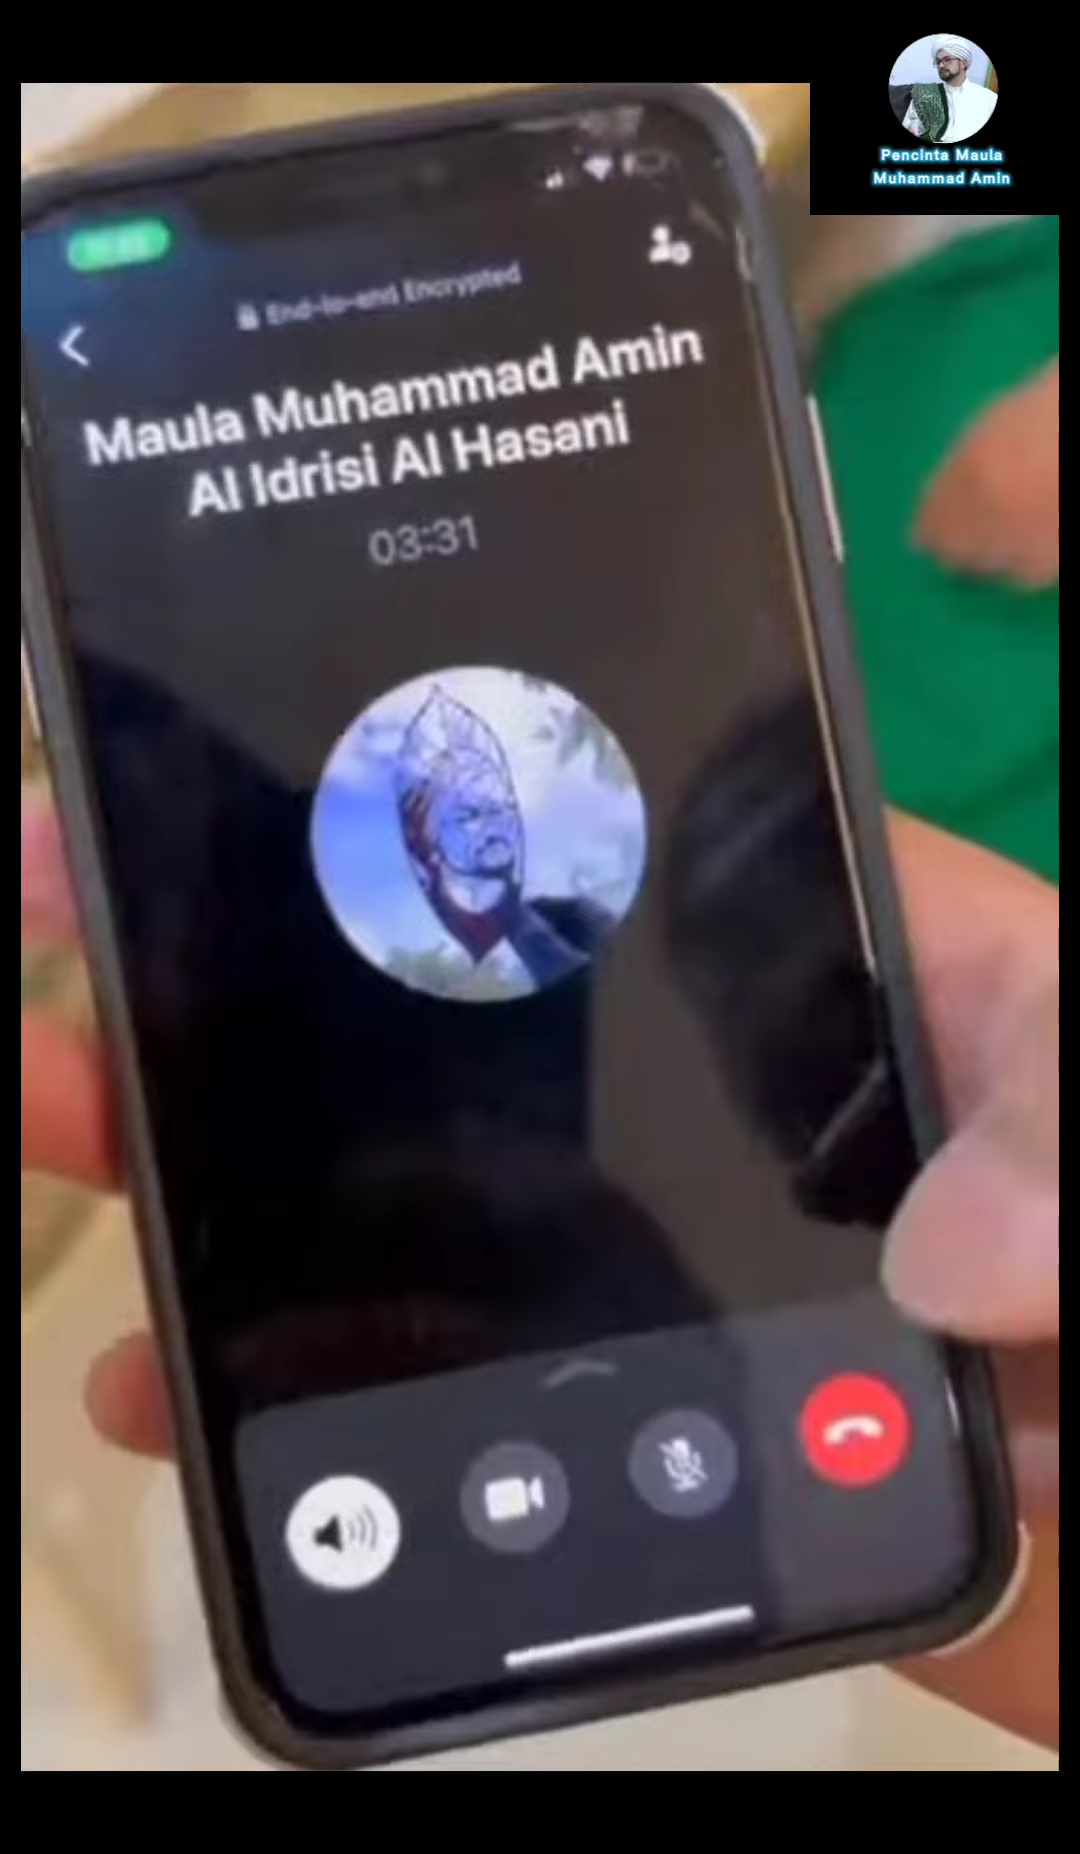 Pencinta Maula
Muhammad Amin
End-to-end Encrypted
Maula Muhammad Amin
Al Idrisi Al Hasani
03:31